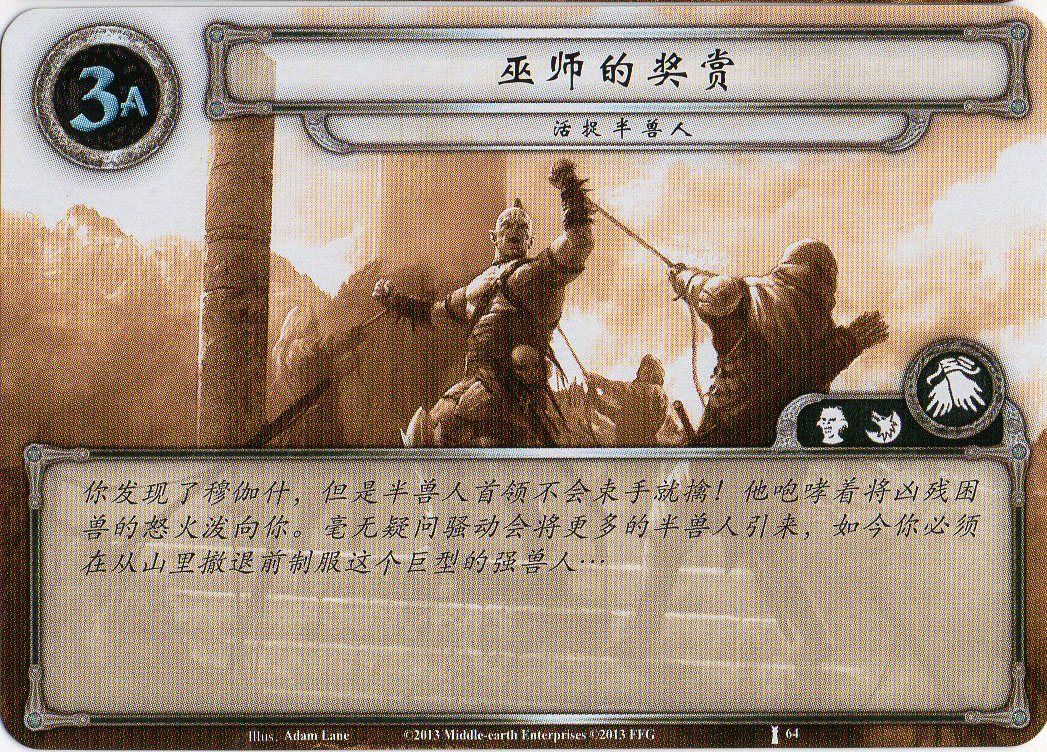 3A
巫师的奖赏
活捉半兽人
你发现了穆伽什，但是半兽人首领不会束手就擒！他咆哮着将凶残困
兽的怒火泼向你。毫无疑问骚动会将更多的半兽人引来，如今你必须
在从山里撤退前制服这个巨型的强兽人…
Illus. Adam Lane ©2013 Middle-earth Enterprises ©2013 FFG 64